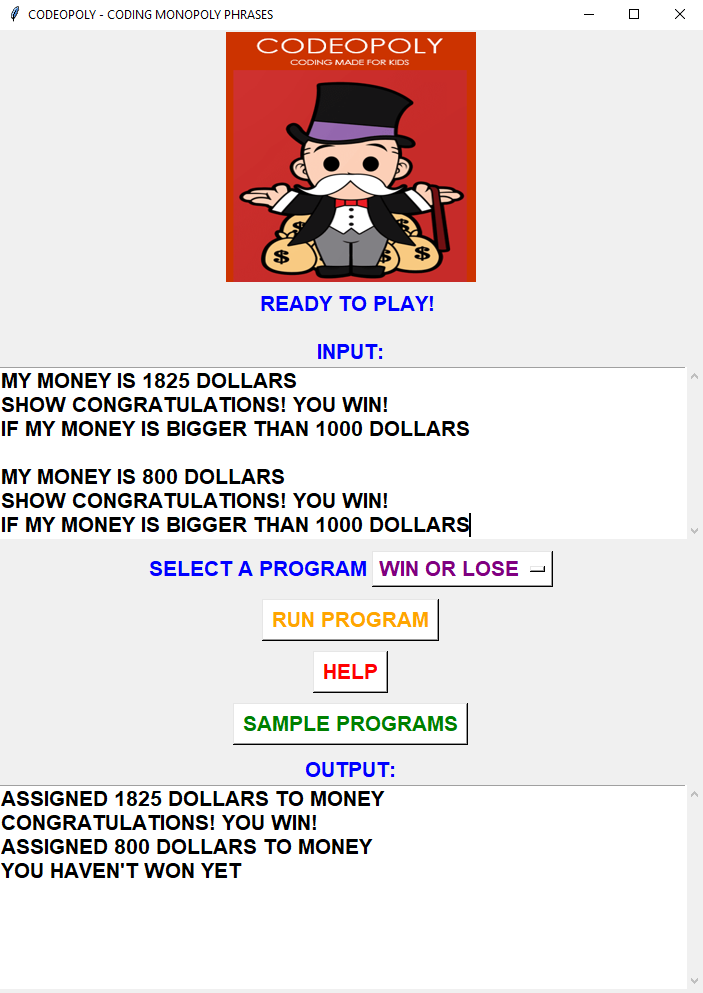 CODEOPOLY - CODING MONOPOLY PHRASES
CODEOPOLY
CODING MADE FOR KIDS
$ $ $ $
READY TO PLAY!
INPUT:
MY MONEY IS 1825 DOLLARS
SHOW CONGRATULATIONS! YOU WIN!
IF MY MONEY IS BIGGER THAN 1000 DOLLARS
MY MONEY IS 800 DOLLARS
SHOW CONGRATULATIONS! YOU WIN!
IF MY MONEY IS BIGGER THAN 1000 DOLLARS
SELECT A PROGRAM WIN OR LOSE
RUN PROGRAM
HELP
SAMPLE PROGRAMS
OUTPUT:
ASSIGNED 1825 DOLLARS TO MONEY
CONGRATULATIONS! YOU WIN!
ASSIGNED 800 DOLLARS TO MONEY
YOU HAVEN'T WON YET